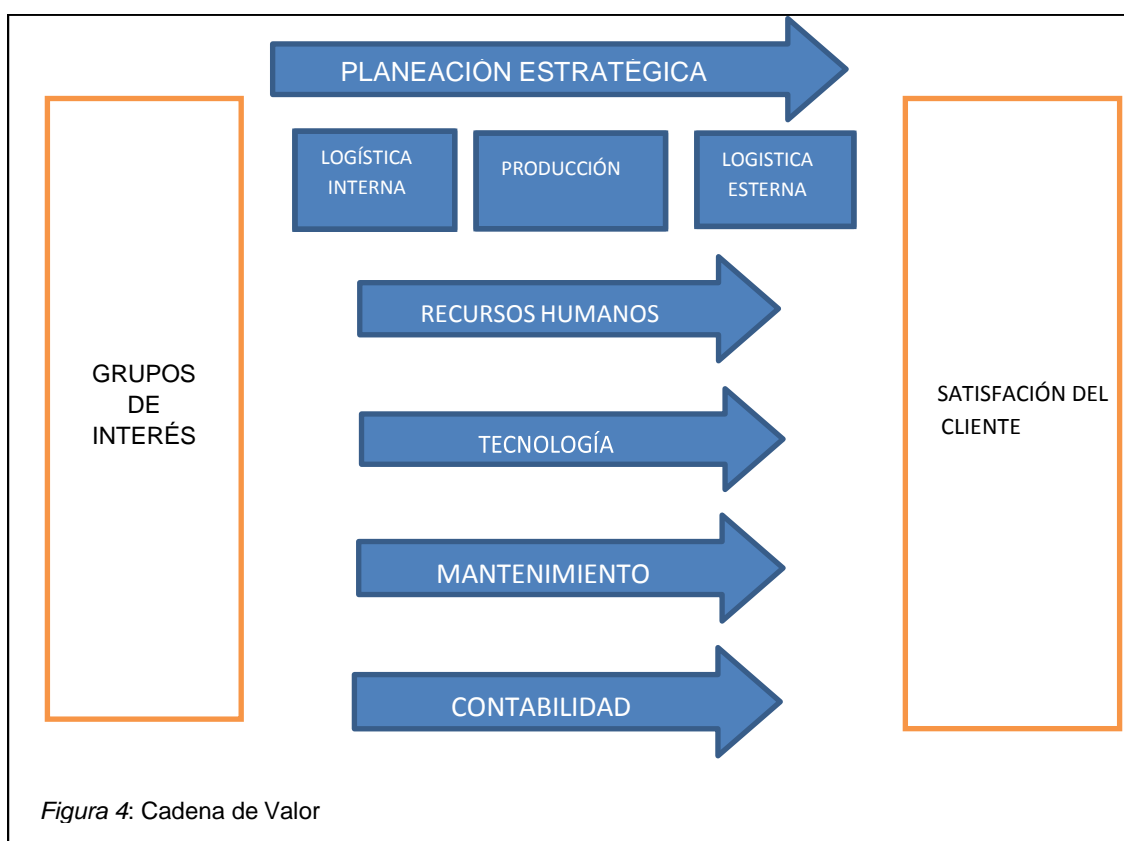 PLANEACIÓN ESTRATÉGICA
LOGÍSTICA
INTERNA
PRODUCCIÓN
LOGISTICA
ESTERNA
RECURSOS HUMANOS
GRUPOS
DE
INTERÉS
SATISFACIÓN DEL
CLIENTE
TECNOLOGÍA
MANTENIMIENTO
CONTABILIDAD
Figura 4: Cadena de Valor